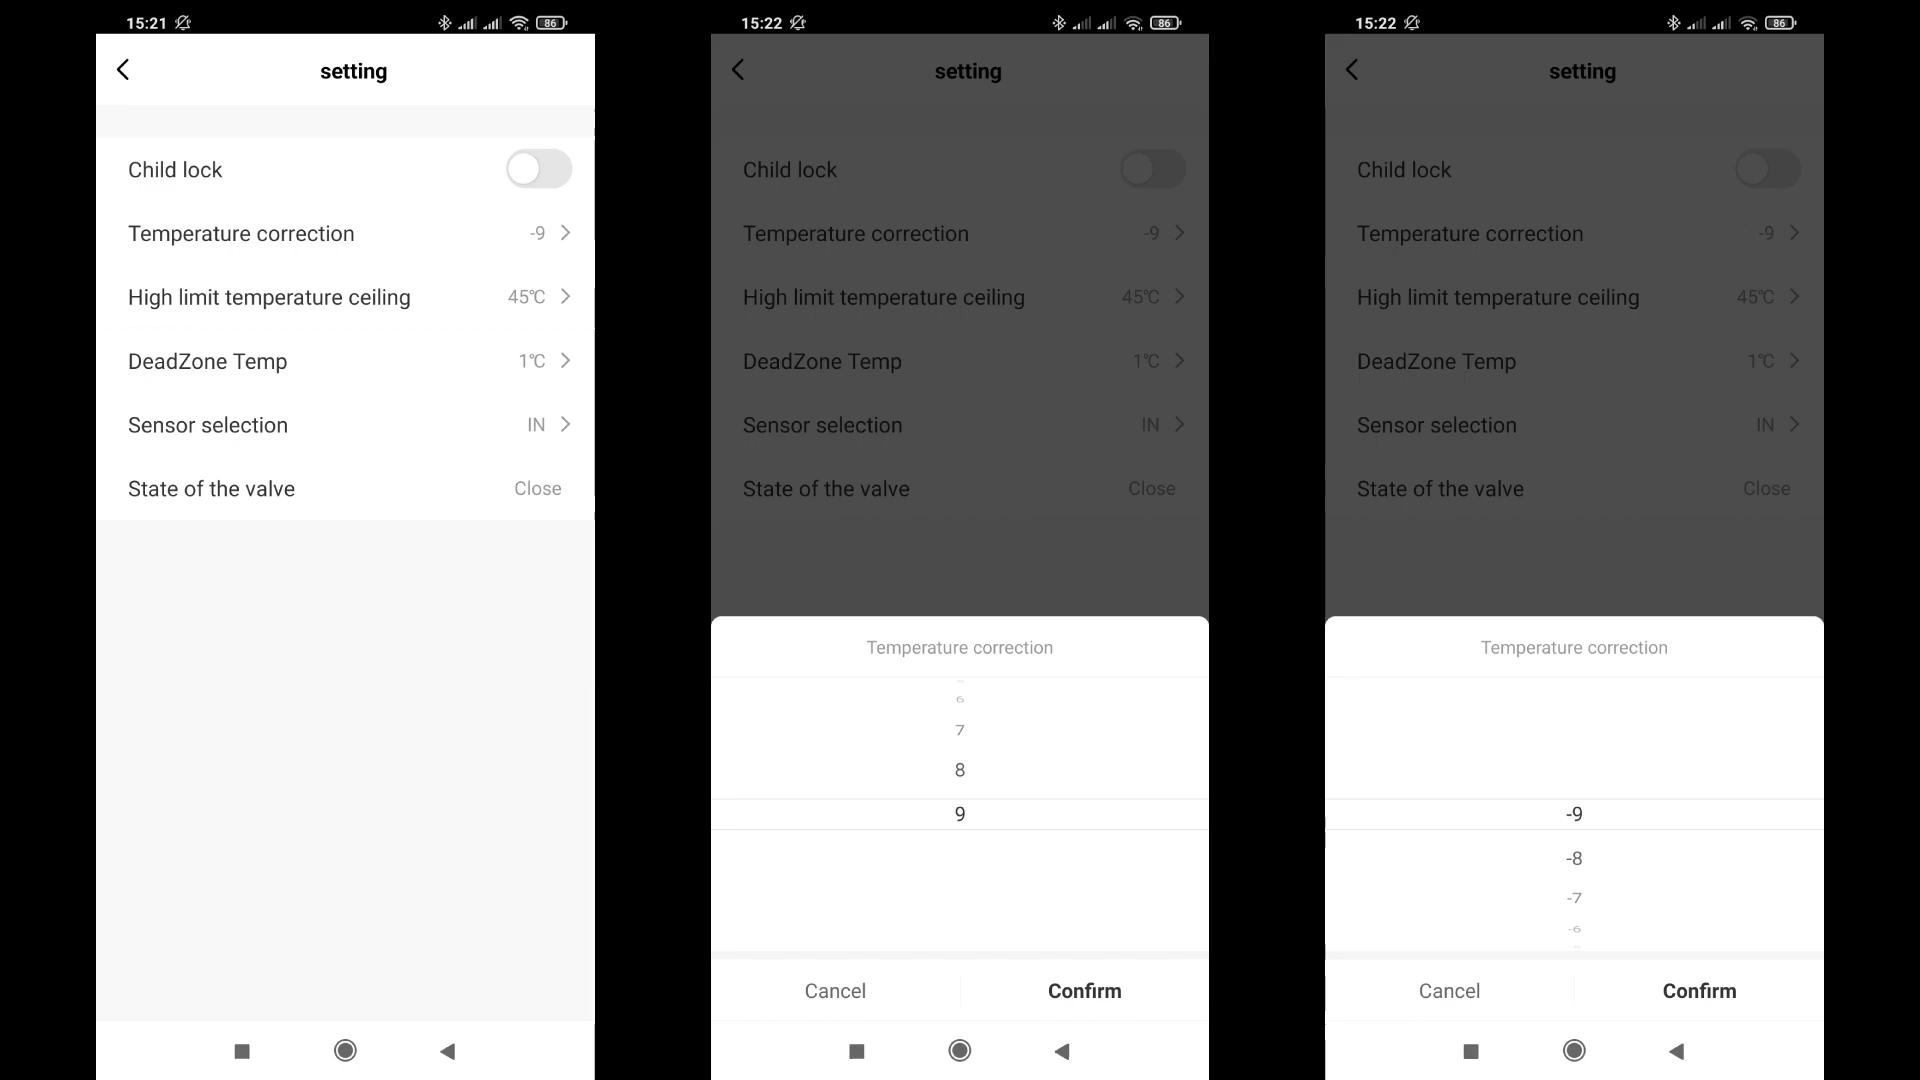 15:21
86
setting
Child lock
Temperature correction -9
High limit temperature ceiling 45℃
DeadZone Temp 1℃
Sensor selection IN
State of the valve Close
15:22
86
setting
Child lock
Temperature correction -9
High limit temperature ceiling 45℃
DeadZone Temp 1℃
Sensor selection IN
State of the valve Close
Temperature correction
6
7
8
9
Cancel Confirm
15:22
86
setting
Child lock
Temperature correction -9
High limit temperature ceiling 45℃
DeadZone Temp 1℃
Sensor selection IN
State of the valve Close
Temperature correction
-9
-8
-7
-6
Cancel Confirm